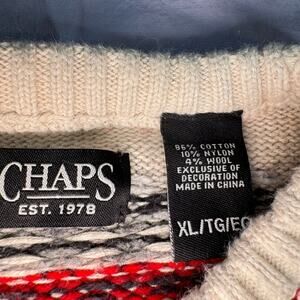 CHAPS
EST. 1978
86% COTTON
10% NYLON
4% WOOL
EXCLUSIVE OF
DECORATION
MADE IN CHINA
XL/TG/EG